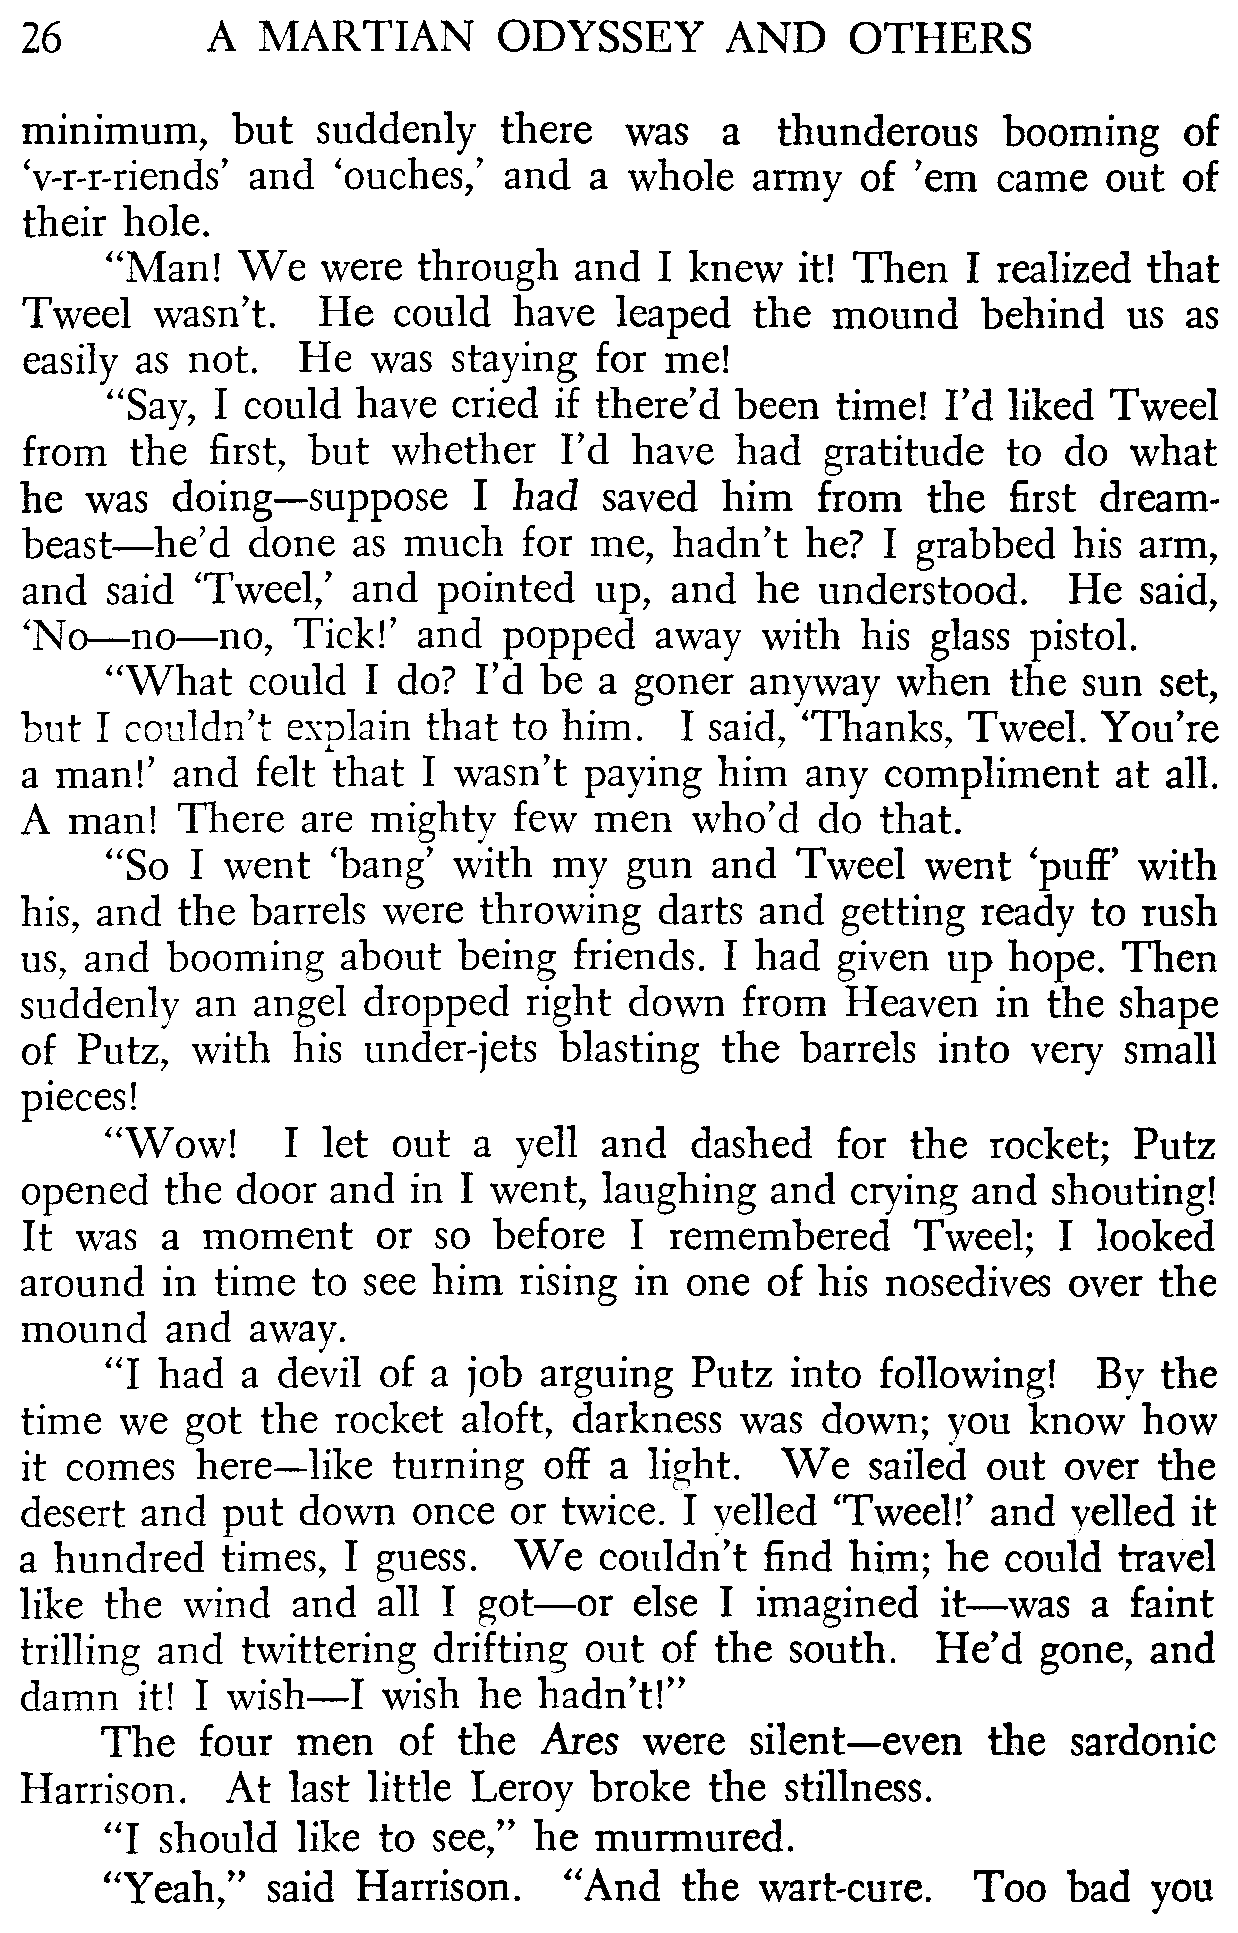 26 A MARTIAN ODYSSEY AND OTHERS
minimum, but suddenly there was a thunderous booming of
‘v-r-r-riends’ and ‘ouches,’ and a whole army of ’em came out of
their hole.
“Man! We were through and I knew it! Then I realized that
Tweel wasn’t. He could have leaped the mound behind us as
easily as not. He was staying for me!
“Say, I could have cried if there’d been time! I’d liked Tweel
from the first, but whether I’d have had gratitude to do what
he was doing—suppose I had saved him from the first dream-
beast—he’d done as much for me, hadn’t he? I grabbed his arm,
and said ‘Tweel,’ and pointed up, and he understood. He said,
‘No—no—no, Tick!’ and popped away with his glass pistol.
“What could I do? I’d be a goner anyway when the sun set,
but I couldn’t explain that to him. I said, ‘Thanks, Tweel. You’re
a man!’ and felt that I wasn’t paying him any compliment at all.
A man! There are mighty few men who’d do that.
“So I went ‘bang’ with my gun and Tweel went ‘puff’ with
his, and the barrels were throwing darts and getting ready to rush
us, and booming about being friends. I had given up hope. Then
suddenly an angel dropped right down from Heaven in the shape
of Putz, with his under-jets blasting the barrels into very small
pieces!
“Wow! I let out a yell and dashed for the rocket; Putz
opened the door and in I went, laughing and crying and shouting!
It was a moment or so before I remembered Tweel; I looked
around in time to see him rising in one of his nosedives over the
mound and away.
“I had a devil of a job arguing Putz into following! By the
time we got the rocket aloft, darkness was down; you know how
it comes here—like turning off a light. We sailed out over the
desert and put down once or twice. I yelled ‘Tweel!’ and yelled it
a hundred times, I guess. We couldn’t find him; he could travel
like the wind and all I got—or else I imagined it—was a faint
trilling and twittering drifting out of the south. He’d gone, and
damn it! I wish—I wish he hadn’t!”
The four men of the Ares were silent—even the sardonic
Harrison. At last little Leroy broke the stillness.
“I should like to see,” he murmured.
“Yeah,” said Harrison. “And the wart-cure. Too bad you